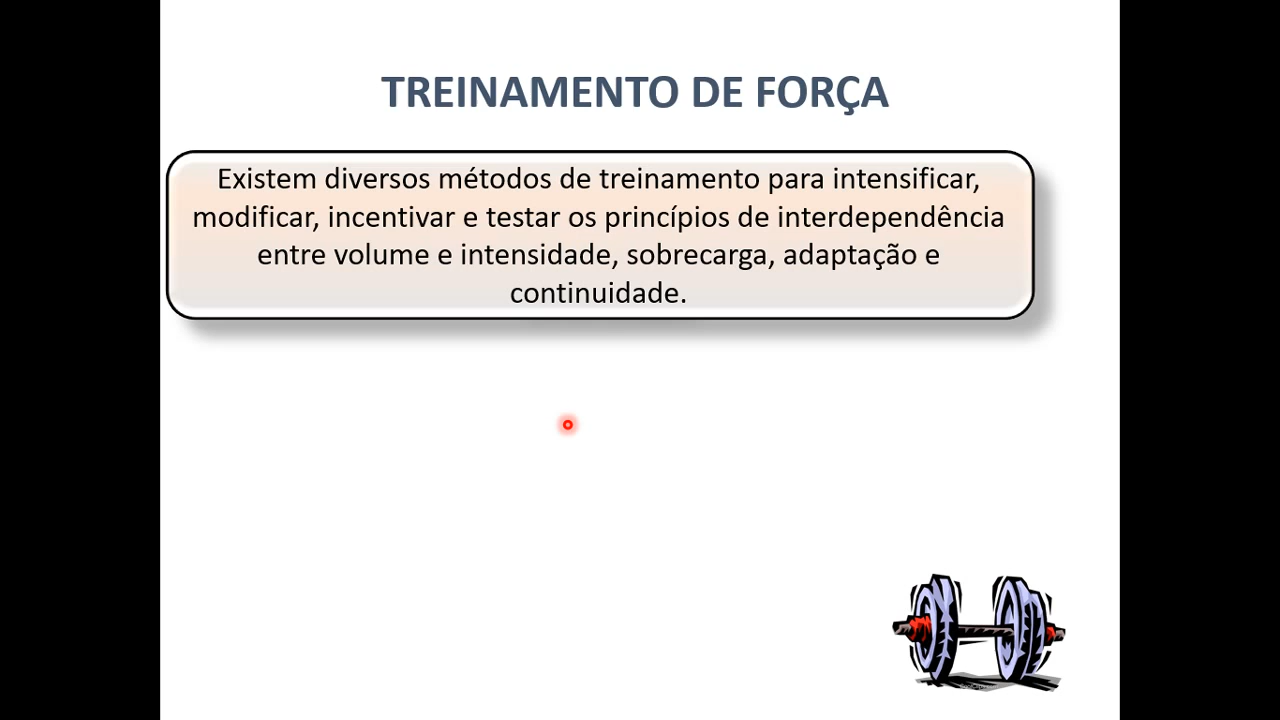 TREINAMENTO DE FORÇA
Existem diversos métodos de treinamento para intensificar,
modificar, incentivar e testar os princípios de interdependência
entre volume e intensidade, sobrecarga, adaptação e
continuidade.